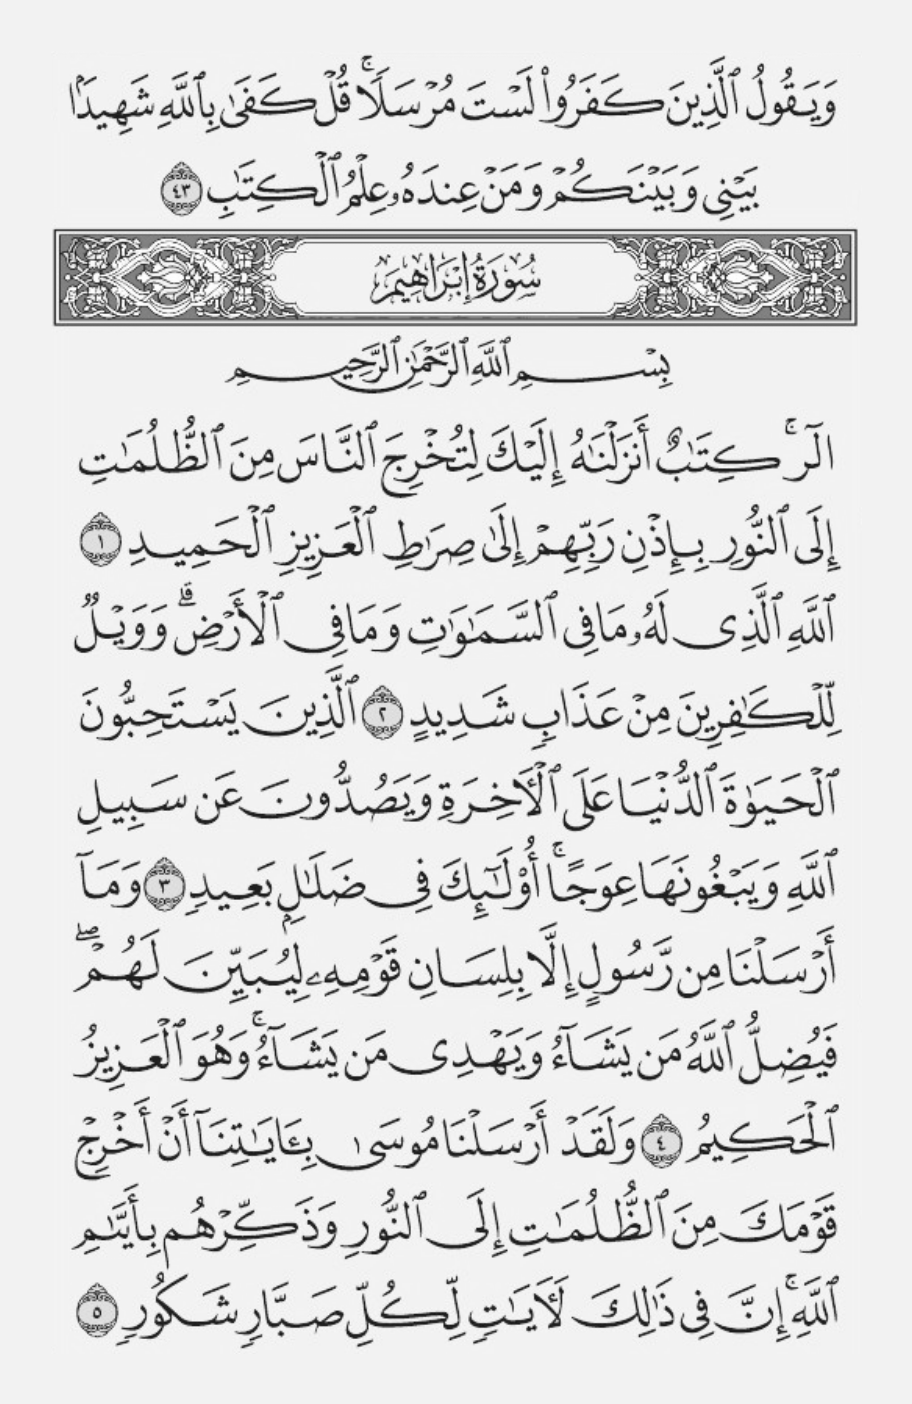 وَيَقُولُ ٱلَّذِينَ كَفَرُوا۟ لَسْتَ مُرْسَلًا ۚ قُلْ كَفَىٰ بِٱللَّهِ شَهِيدًۢا
بَيْنِى وَبَيْنَكُمْ وَمَنْ عِندَهُۥ عِلْمُ ٱلْكِتَٰبِ ٤٣
سُورَةُ إِبْرَاهِيمَ
بِسْمِ ٱللَّهِ ٱلرَّحْمَٰنِ ٱلرَّحِيمِ
الٓر ۚ كِتَٰبٌ أَنزَلْنَٰهُ إِلَيْكَ لِتُخْرِجَ ٱلنَّاسَ مِنَ ٱلظُّلُمَٰتِ
إِلَى ٱلنُّورِ بِإِذْنِ رَبِّهِمْ إِلَىٰ صِرَٰطِ ٱلْعَزِيزِ ٱلْحَمِيدِ ١
ٱللَّهِ ٱلَّذِى لَهُۥ مَا فِى ٱلسَّمَٰوَٰتِ وَمَا فِى ٱلْأَرْضِ ۗ وَوَيْلٌ
لِّلْكَٰفِرِينَ مِنْ عَذَابٍ شَدِيدٍ ٢ ٱلَّذِينَ يَسْتَحِبُّونَ
ٱلْحَيَوٰةَ ٱلدُّنْيَا عَلَى ٱلْءَاخِرَةِ وَيَصُدُّونَ عَن سَبِيلِ
ٱللَّهِ وَيَبْغُونَهَا عِوَجًا ۚ أُو۟لَٰٓئِكَ فِى ضَلَٰلٍۭ بَعِيدٍ ٣ وَمَآ
أَرْسَلْنَا مِن رَّسُولٍ إِلَّا بِلِسَانِ قَوْمِهِۦ لِيُبَيِّنَ لَهُمْ ۖ
فَيُضِلُّ ٱللَّهُ مَن يَشَآءُ وَيَهْدِى مَن يَشَآءُ ۚ وَهُوَ ٱلْعَزِيزُ
ٱلْحَكِيمُ ٤ وَلَقَدْ أَرْسَلْنَا مُوسَىٰ بِـَٔايَٰتِنَآ أَنْ أَخْرِجْ
قَوْمَكَ مِنَ ٱلظُّلُمَٰتِ إِلَى ٱلنُّورِ وَذَكِّرْهُم بِأَيَّىٰمِ
ٱللَّهِ ۚ إِنَّ فِى ذَٰلِكَ لَءَايَٰتٍ لِّكُلِّ صَبَّارٍ شَكُورٍ ٥